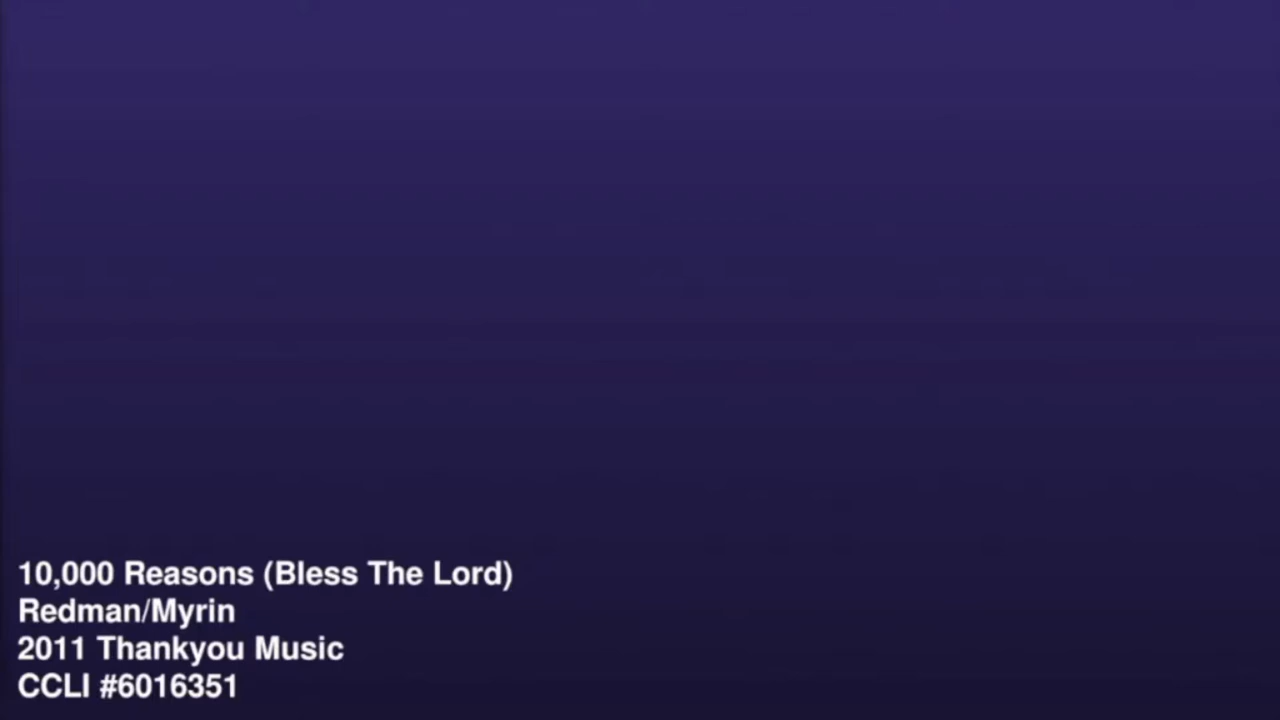 10,000 Reasons (Bless The Lord)
Redman/Myrin
2011 Thankyou Music
CCLI #6016351